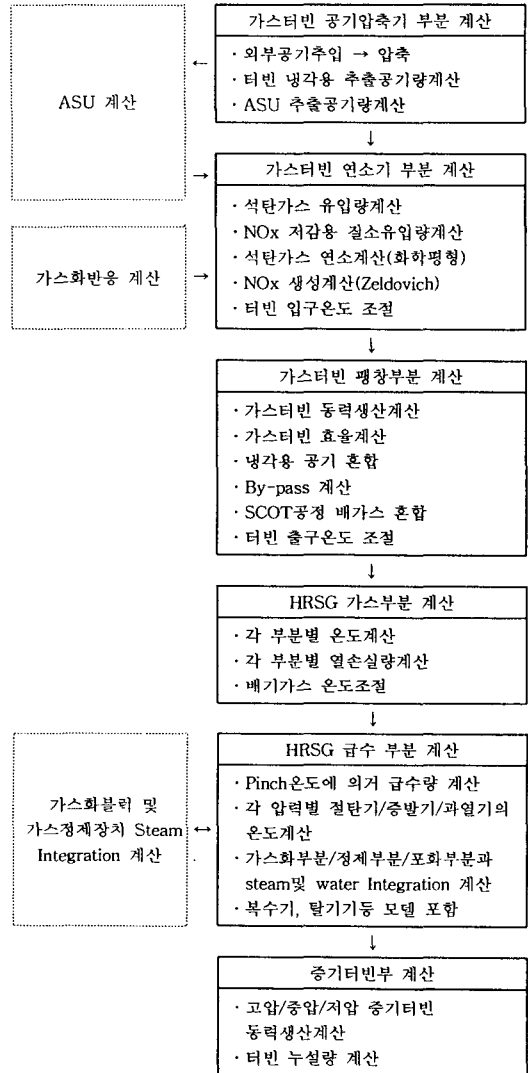 가스터빈 공기압축기 부분 계산
· 외부공기추입 → 압축
· 터빈 냉각용 추출공기량계산
· ASU 추출공기량계산
←
ASU 계산
↓
→
가스터빈 연소기 부분 계산
· 석탄가스 유입량계산
· NOx 저감용 질소유입량계산
· 석탄가스 연소계산(화학평형)
· NOx 생성계산(Zeldovich)
· 터빈 입구온도 조절
가스화반응 계산
→
↓
가스터빈 팽창부분 계산
· 가스터빈 동력생산계산
· 가스터빈 효율계산
· 냉각용 공기 혼합
· By-pass 계산
· SCOT공정 배가스 혼합
· 터빈 출구온도 조절
↓
HRSG 가스부분 계산
· 각 부분별 온도계산
· 각 부분별 열손실량계산
· 배기가스 온도조절
↓
HRSG 급수 부분 계산
· Pinch온도에 의거 급수량 계산
· 각 압력별 절탄기/증발기/과열기의
온도계산
· 가스화부분/정제부분/포화부분과
steam및 water Integration 계산
· 복수기, 탈기기등 모델 포함
가스화블럭 및
가스정제장치 Steam
Integration 계산
↔
↓
증기터빈부 계산
· 고압/중압/저압 증기터빈
동력생산계산
· 터빈 누설량 계산